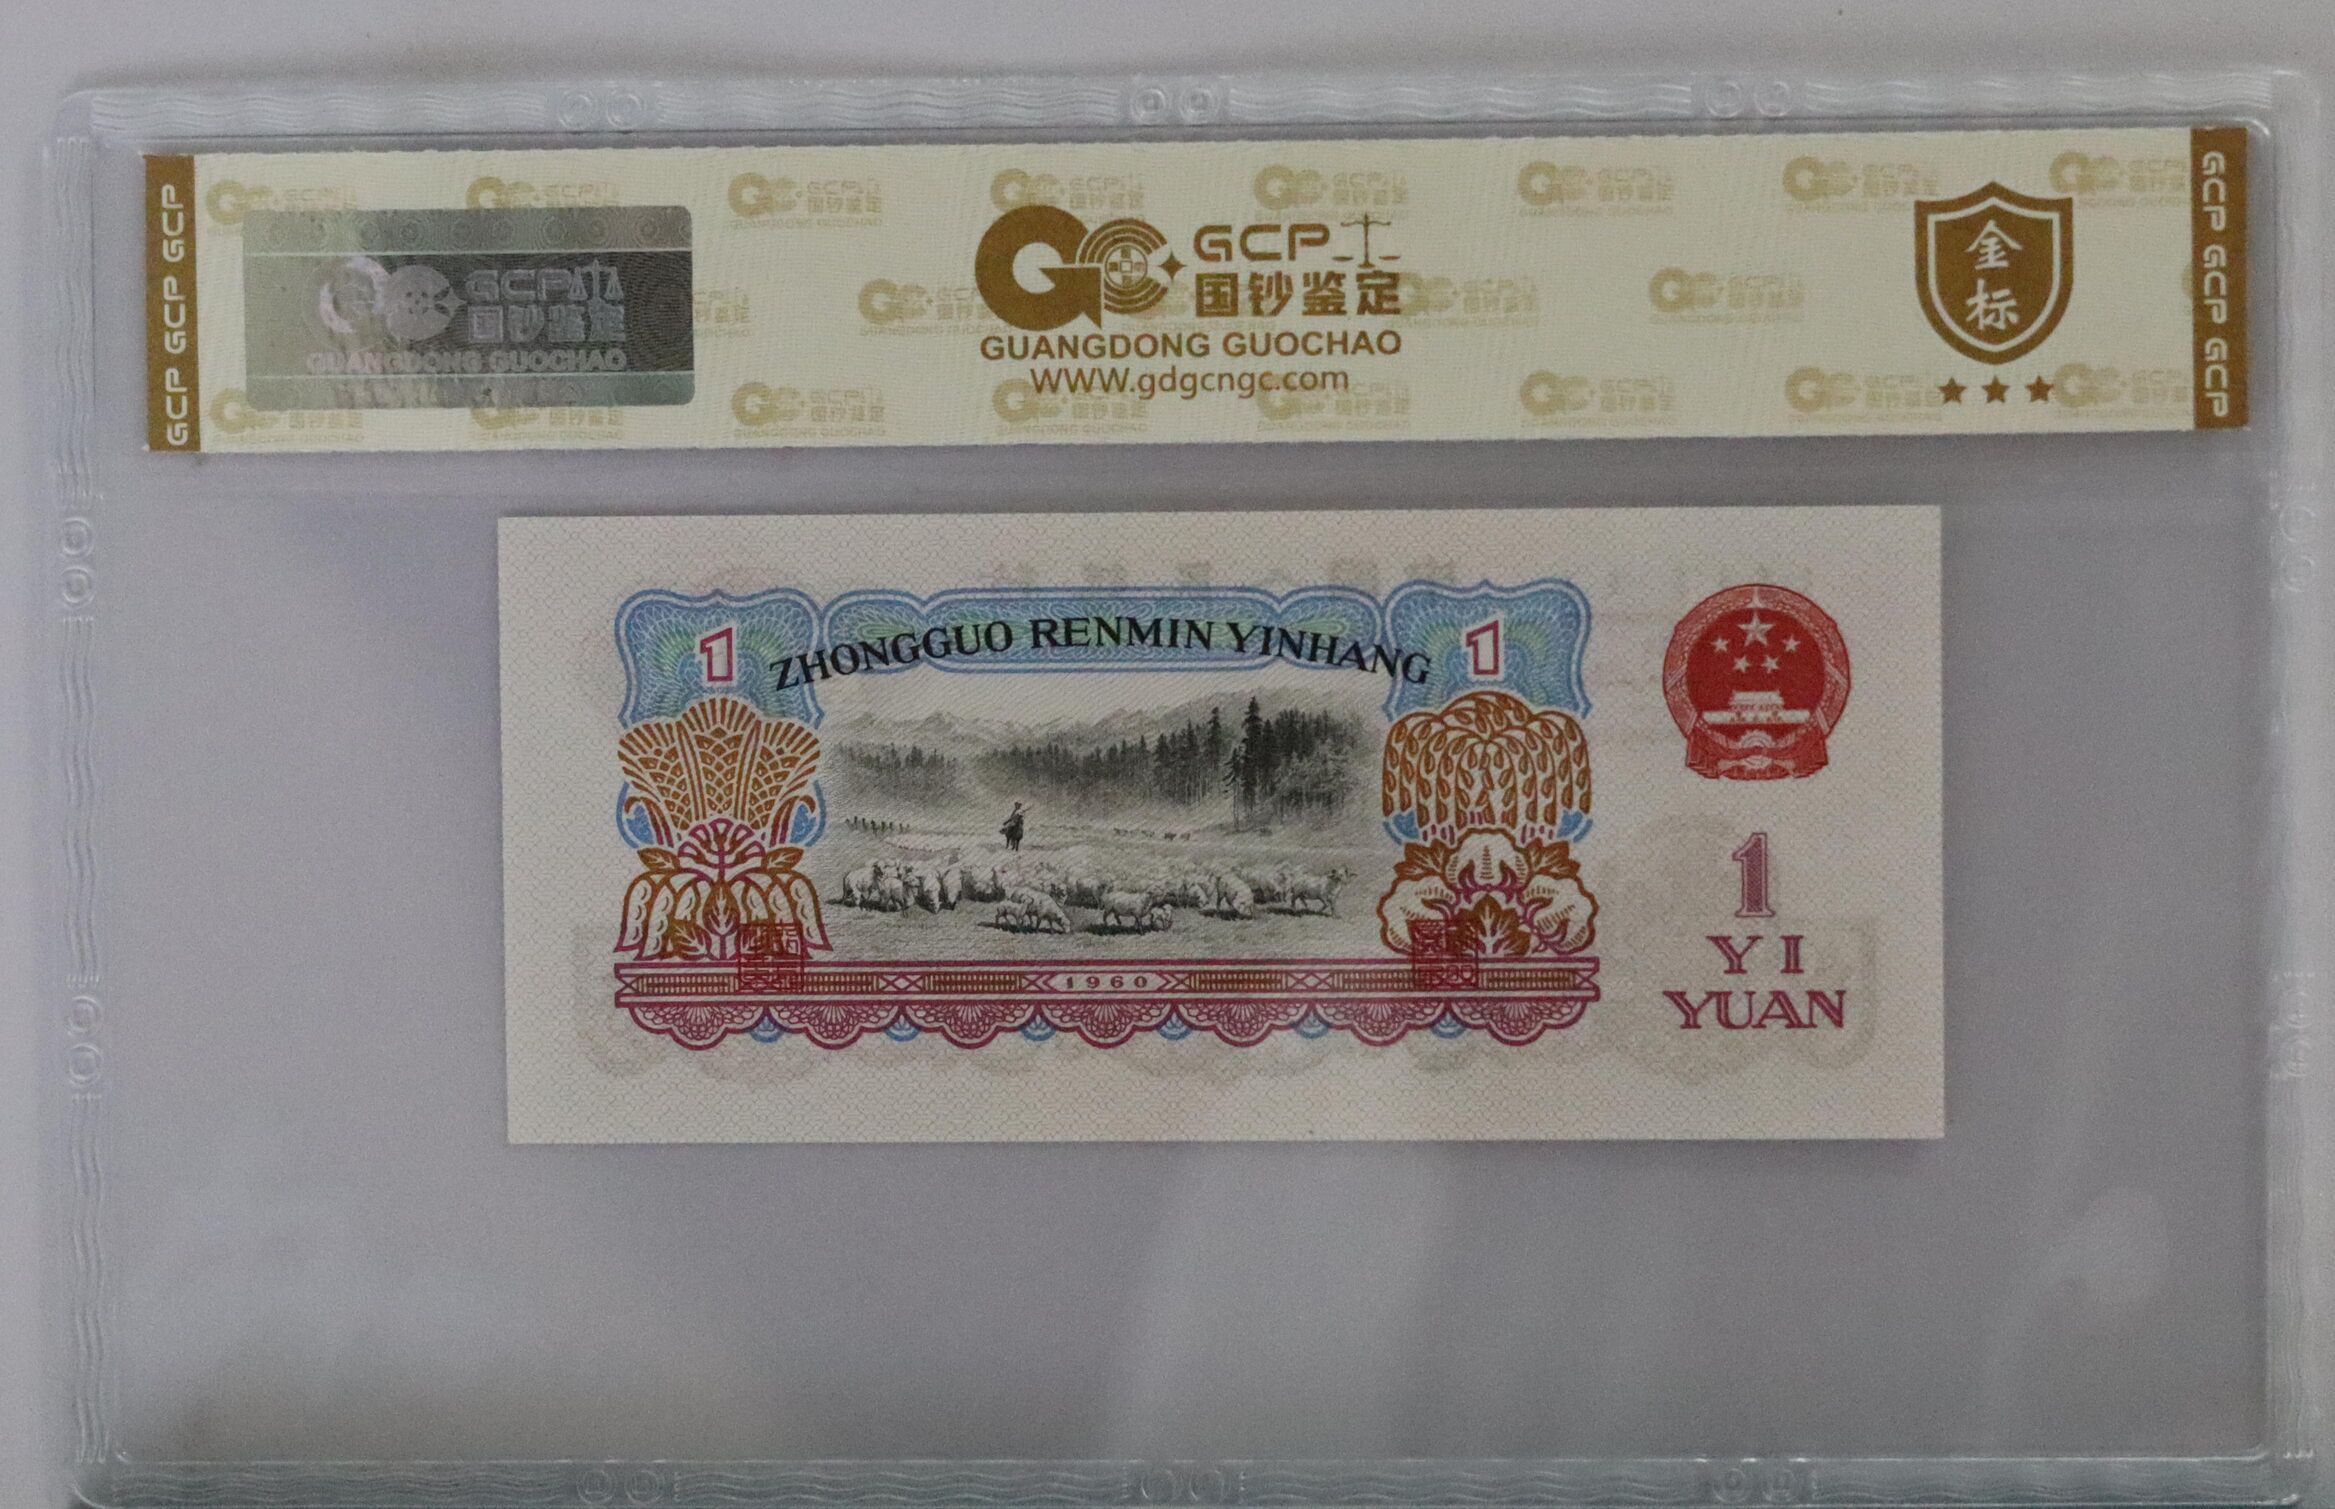 GCP GCP GCP
GCP
国钞鉴定
GUANGDONG GUOCHAO
GCP
国钞鉴定
GUANGDONG GUOCHAO
WWW.gdgcngc.com
金标
GCP GCP GCP
ZHONGGUO RENMIN YINHANG
1
1
1
YI
YUAN
1960